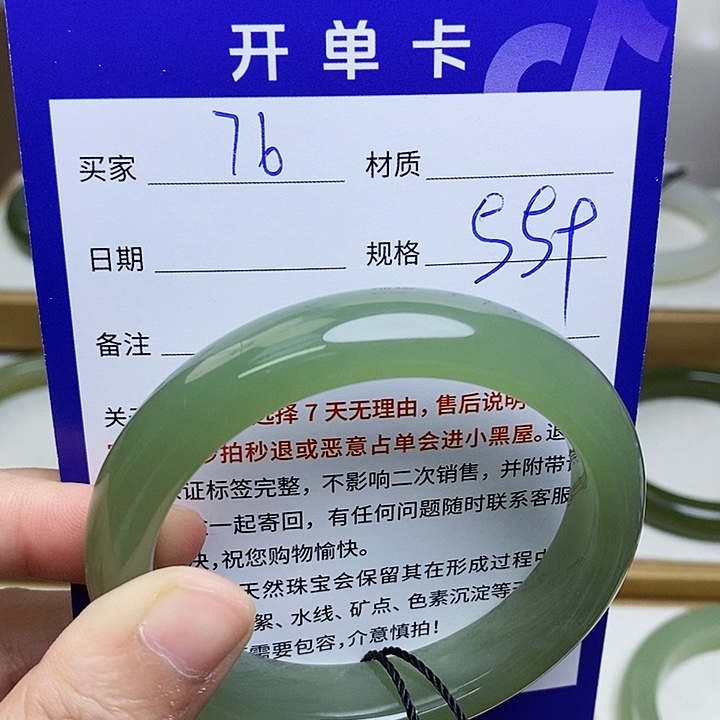 开单卡
买家 76 材质
日期 规格
备注
关 选择7天无理由,售后说明
拍秒退或恶意占单会进小黑屋。退
证标签完整,不影响二次销售,并附带
一起寄回,有任何问题随时联系客服
快,祝您购物愉快。
天然珠宝会保留其在形成过程中
絮、水线、矿点、色素沉淀等
需要包容,介意慎拍!